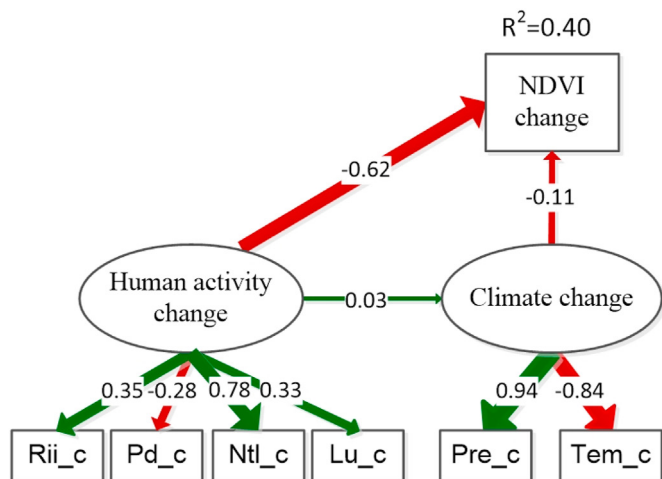 R²=0.40
NDVI
change
-0.62
-0.11
Human activity
change
0.03
Climate change
0.35 -0.28 0.78 0.33
0.94 -0.84
Rii_c Pd_c Ntl_c Lu_c Pre_c Tem_c